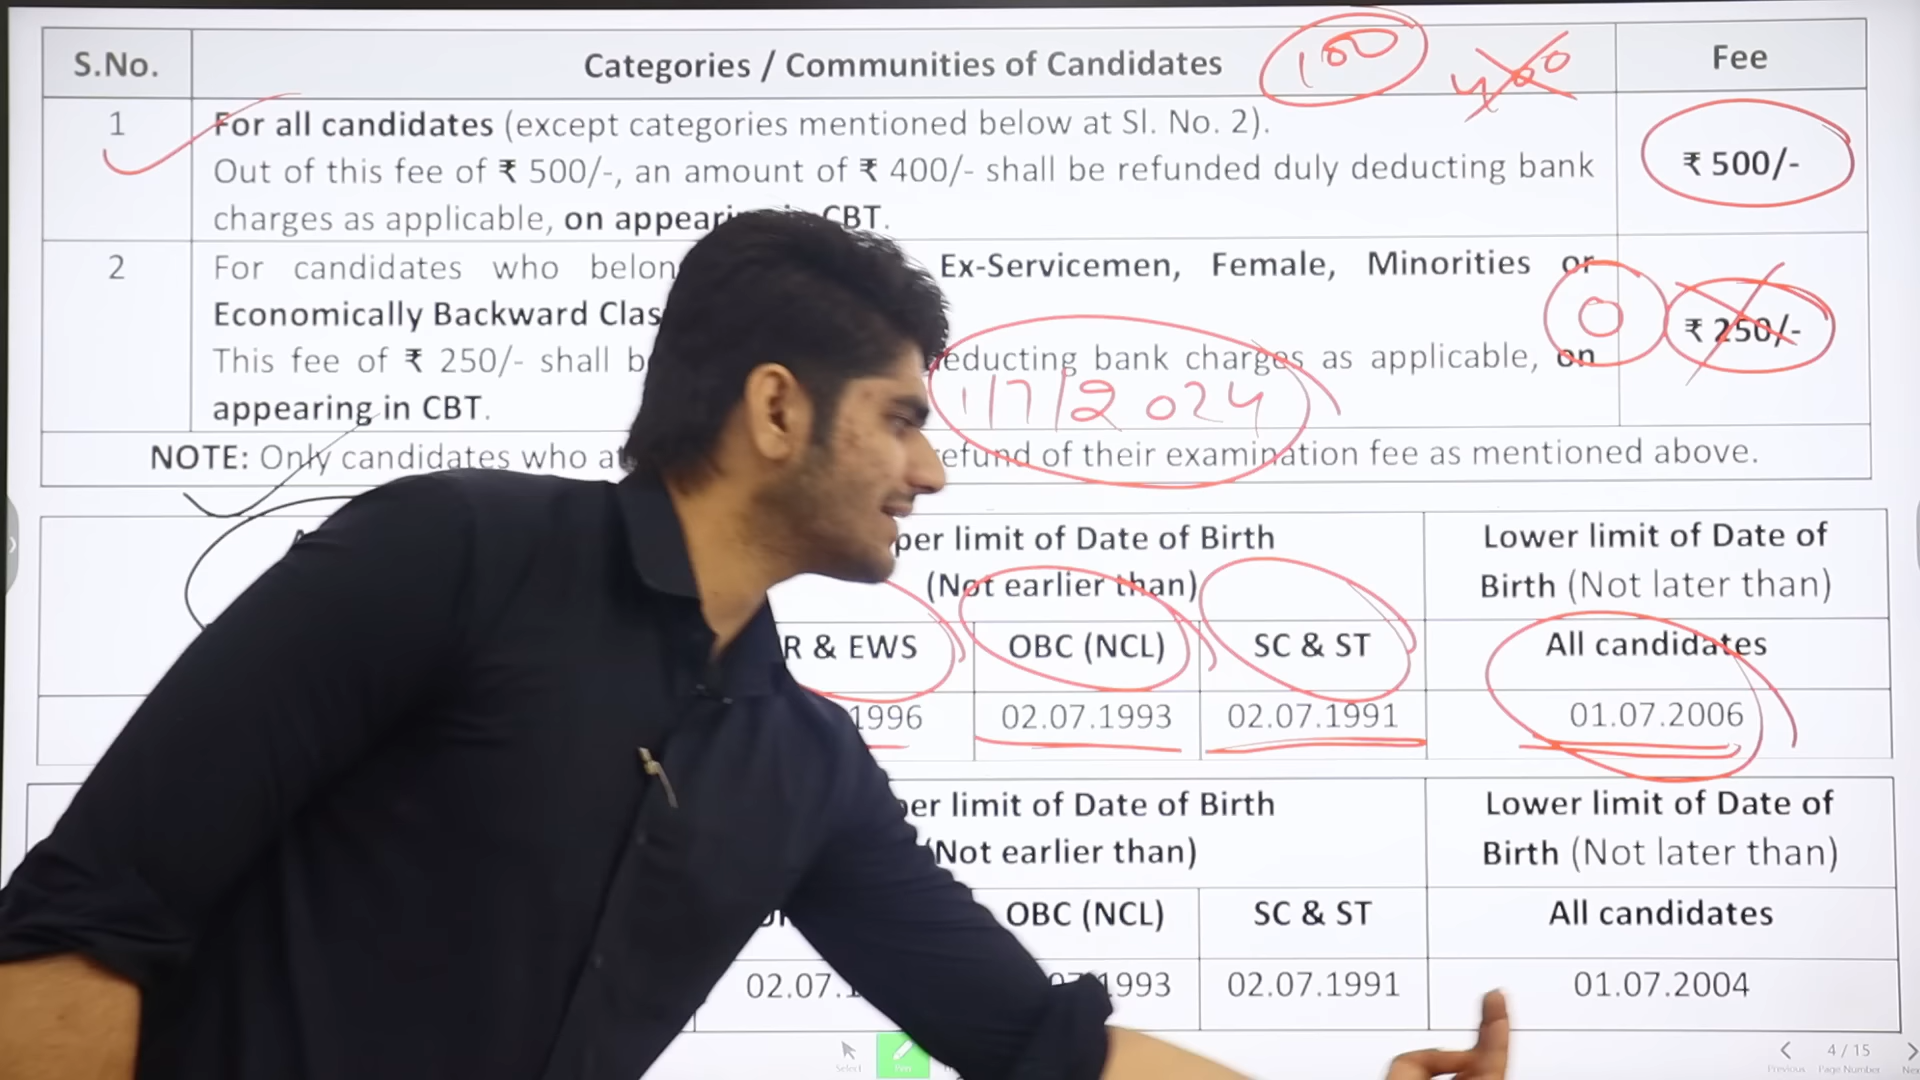 S.No. Categories / Communities of Candidates 100 400 Fee
1 For all candidates (except categories mentioned below at Sl. No. 2).
Out of this fee of ₹ 500/-, an amount of ₹ 400/- shall be refunded duly deducting bank ₹ 500/-
charges as applicable, on appearing in CBT.
2 For candidates who Ex-Servicemen, Female, Minorities or
Economically Backward 0 ₹ 250/-
This fee of ₹ 250/- shall bank charges as applicable, on
appearing in CBT. 1/7/2024
NOTE: Only candidates who of their examination fee as mentioned above.
limit of Date of Birth Lower limit of Date of
(Not earlier than) Birth (Not later than)
& EWS OBC (NCL) SC & ST All candidates
1996 02.07.1993 02.07.1991 01.07.2006
limit of Date of Birth Lower limit of Date of
(Not earlier than) Birth (Not later than)
OBC (NCL) SC & ST All candidates
02.07. 1993 02.07.1991 01.07.2004
Select Pen 4 / 15
Previous Page Number